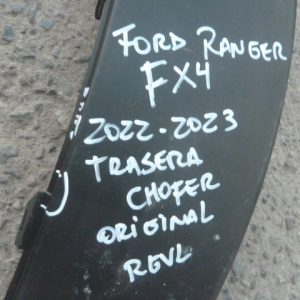 FORD RANGER
FX4
2022-2023
TRASERA
CHOFER
ORIGINAL
RGVL